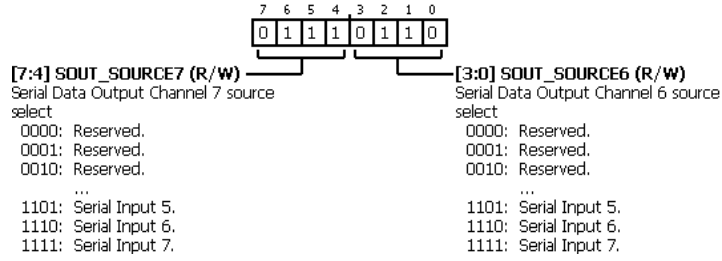 7 6 5 4 3 2 1 0
0 1 1 1 0 1 1 0
[7:4] SOUT_SOURCE7 (R/W)
Serial Data Output Channel 7 source
select
0000: Reserved.
0001: Reserved.
0010: Reserved.
...
1101: Serial Input 5.
1110: Serial Input 6.
1111: Serial Input 7.
[3:0] SOUT_SOURCE6 (R/W)
Serial Data Output Channel 6 source
select
0000: Reserved.
0001: Reserved.
0010: Reserved.
...
1101: Serial Input 5.
1110: Serial Input 6.
1111: Serial Input 7.